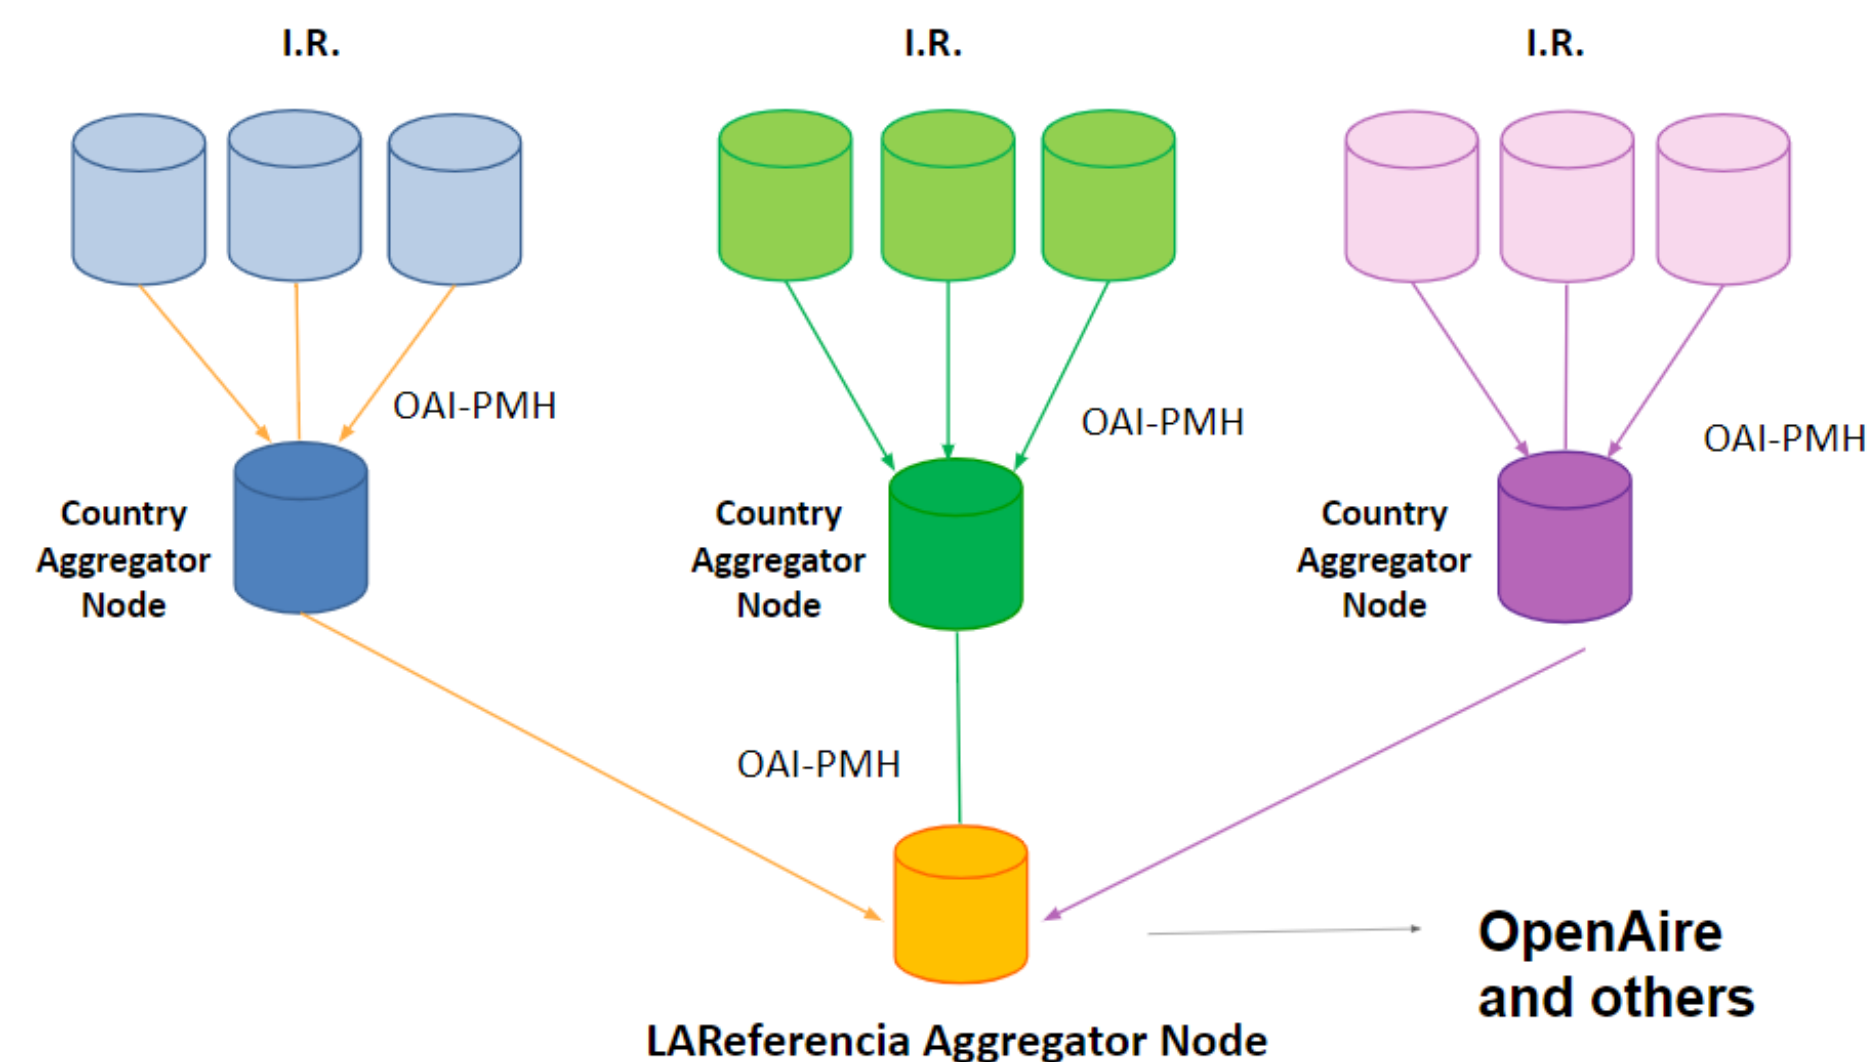 I.R.
I.R.
I.R.
OAI-PMH
OAI-PMH
OAI-PMH
Country
Aggregator
Node
Country
Aggregator
Node
Country
Aggregator
Node
OAI-PMH
OpenAire
and others
LAReferencia Aggregator Node